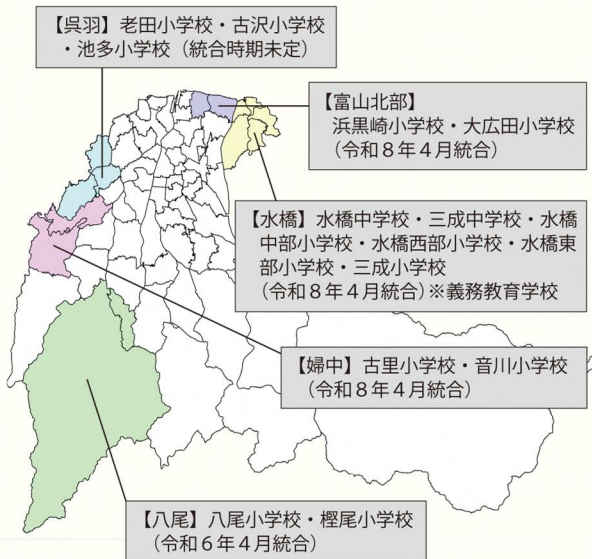 【呉羽】老田小学校・古沢小学校
・池多小学校（統合時期未定）
【富山北部】
浜黒崎小学校・大広田小学校
（令和８年４月統合）
【水橋】水橋中学校・三成中学校・水橋
中部小学校・水橋西部小学校・水橋東
部小学校・三成小学校
（令和８年４月統合）※義務教育学校
【婦中】古里小学校・音川小学校
（令和８年４月統合）
【八尾】八尾小学校・樫尾小学校
（令和６年４月統合）